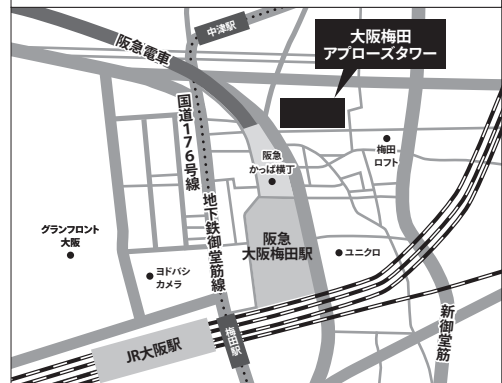 中津駅
大阪梅田
アプローズタワー
阪急電車
国道176号線
梅田
ロフト
阪急
かっぱ横丁
地下鉄御堂筋線
グランフロント
大阪
阪急
大阪梅田駅
ユニクロ
ヨドバシ
カメラ
新御堂筋
梅田駅
JR大阪駅